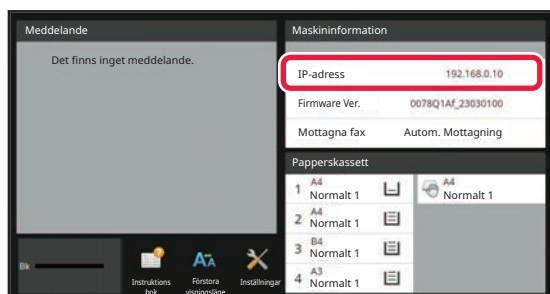 Meddelande
Det finns inget meddelande.
Maskininformation
IP-adress 192.168.0.10
Firmware Ver. 0078Q1Af_23030100
Mottagna fax Autom. Mottagning
Papperskassett
1 A4
Normalt 1
A4
Normalt 1
2 A4
Normalt 1
3 B4
Normalt 1
4 A3
Normalt 1
Bk
Instruktions
bok
Förstora
visningsläge
Inställningar